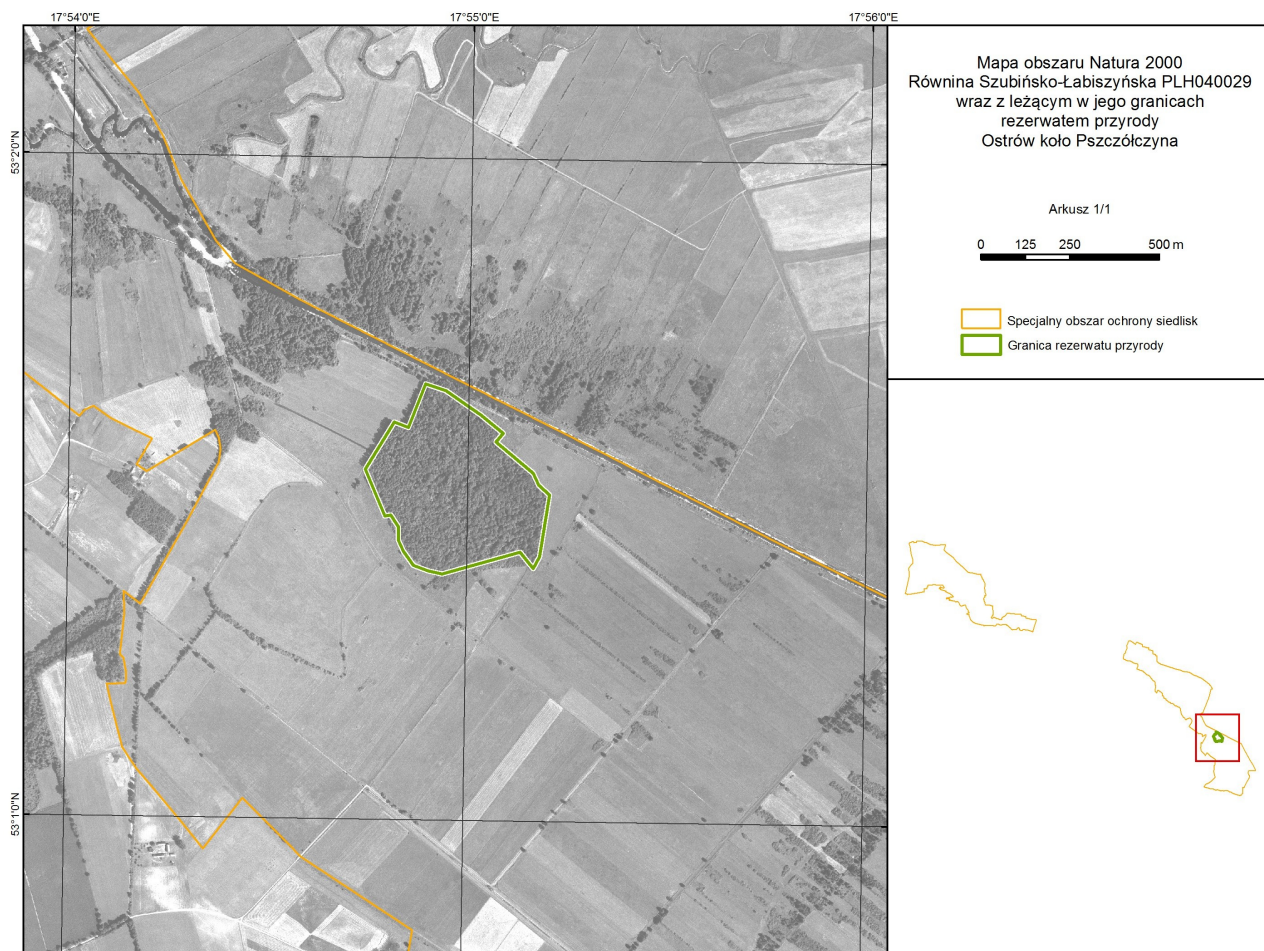 17°54'0"E
17°55'0"E
17°56'0"E
53°2'0"N
53°1'0"N
Mapa obszaru Natura 2000
Równina Szubińsko-Łabiszyńska PLH040029
wraz z leżącym w jego granicach
rezerwatem przyrody
Ostrów koło Pszczółczyna
Arkusz 1/1
0 125 250 500 m
Specjalny obszar ochrony siedlisk
Granica rezerwatu przyrody